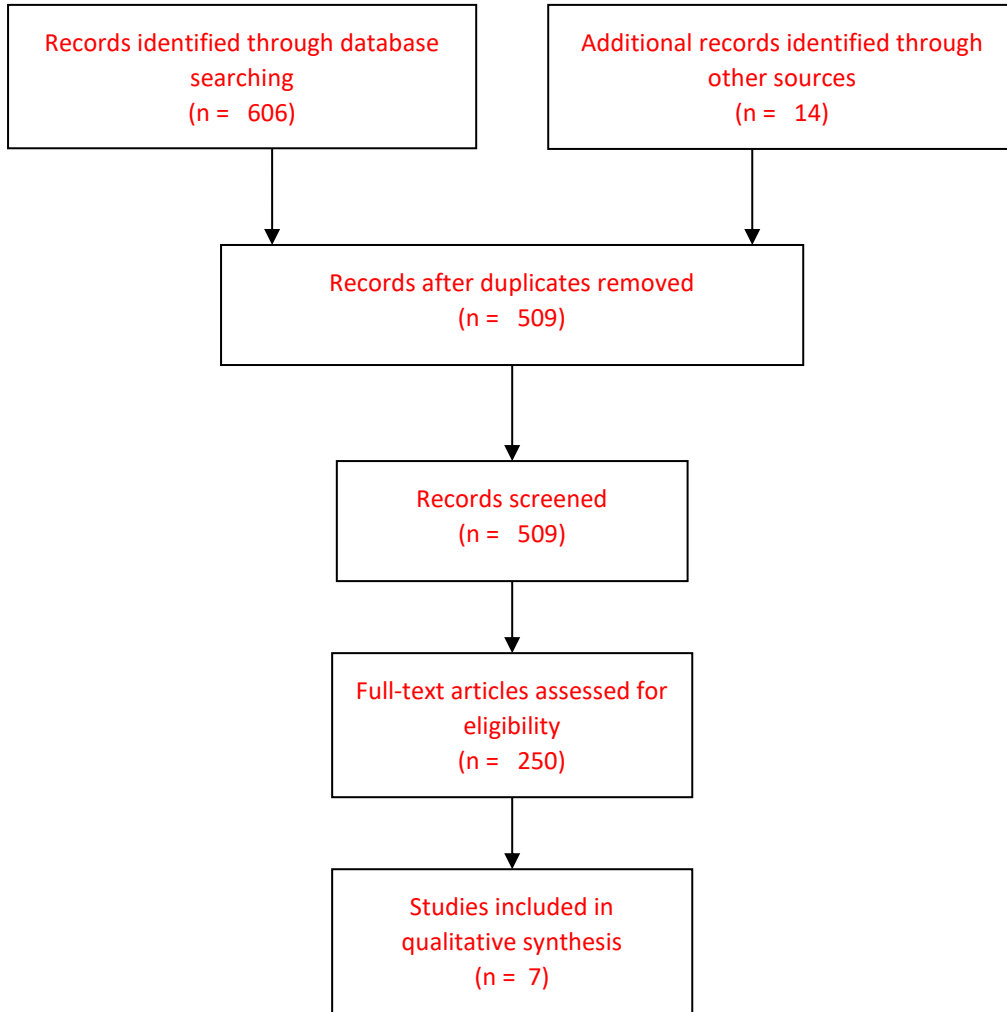 Records identified through database
searching
(n =   606)
Additional records identified through
other sources
(n =   14)
Records after duplicates removed
(n =   509)
Records screened
(n =   509)
Full-text articles assessed for
eligibility
(n =   250)
Studies included in
qualitative synthesis
(n =  7)